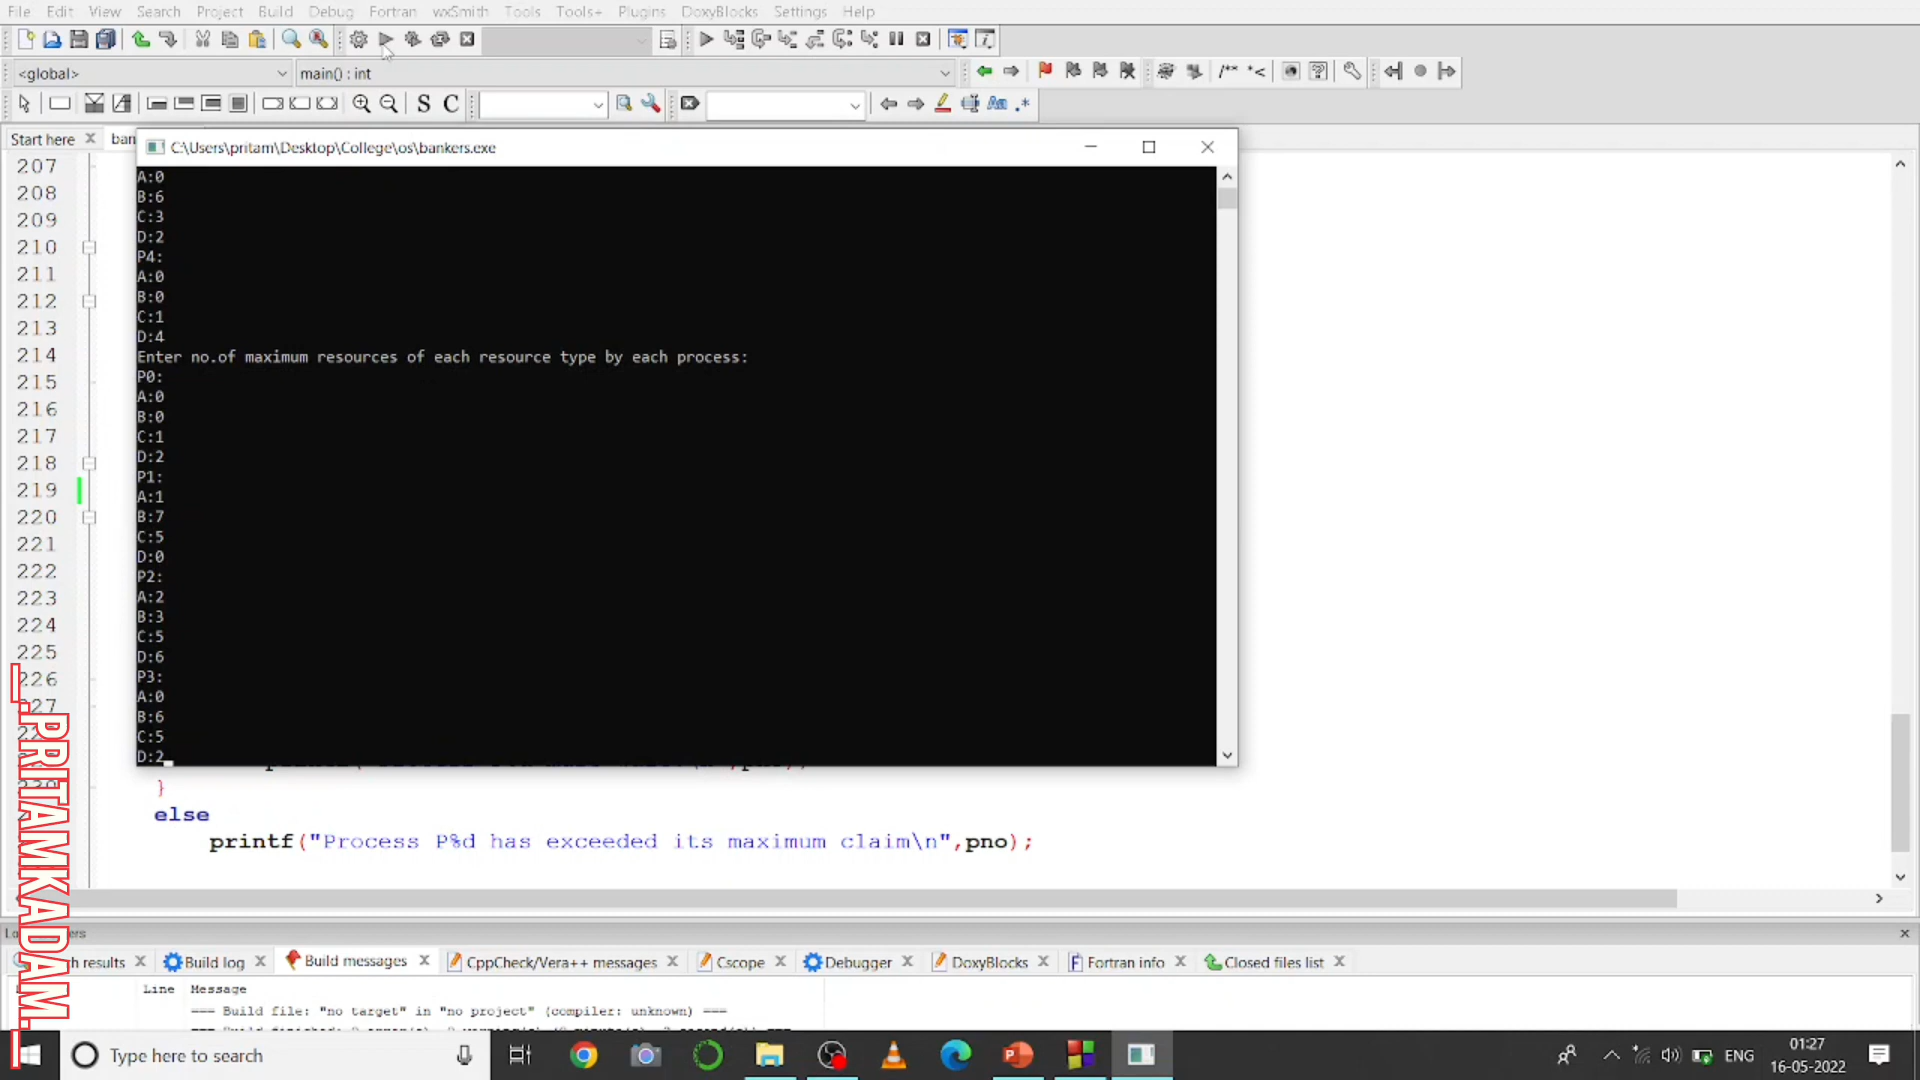 File Edit View Search Project Build Debug Fortran wxSmith Tools Tools+ Plugins DoxyBlocks Settings Help
<global> main() : int
/** *<
S C
Aa .*
Start here ban
C:\Users\pritam\Desktop\College\os\bankers.exe
207
208
209
210
211
212
213
214
215
216
217
218
219
220
221
222
223
224
225
226
A:0
B:6
C:3
D:2
P4:
A:0
B:0
C:1
D:4
Enter no.of maximum resources of each resource type by each process:
P0:
A:0
B:0
C:1
D:2
P1:
A:1
B:7
C:5
D:0
P2:
A:2
B:3
C:5
D:6
P3:
A:0
B:6
C:5
D:2
}
else
printf("Process P%d has exceeded its maximum claim\n",pno);
_.PRITAMKADAM._
results Build log Build messages CppCheck/Vera++ messages Cscope Debugger DoxyBlocks Fortran info Closed files list
Line Message
=== Build file: "no target" in "no project" (compiler: unknown) ===
Type here to search
ENG
01:27
16-05-2022